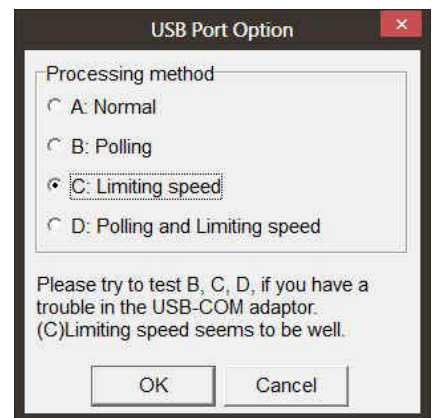 USB Port Option
Processing method
A: Normal
B: Polling
C: Limiting speed
D: Polling and Limiting speed
Please try to test B, C, D, if you have a
trouble in the USB-COM adaptor.
(C)Limiting speed seems to be well.
OK Cancel